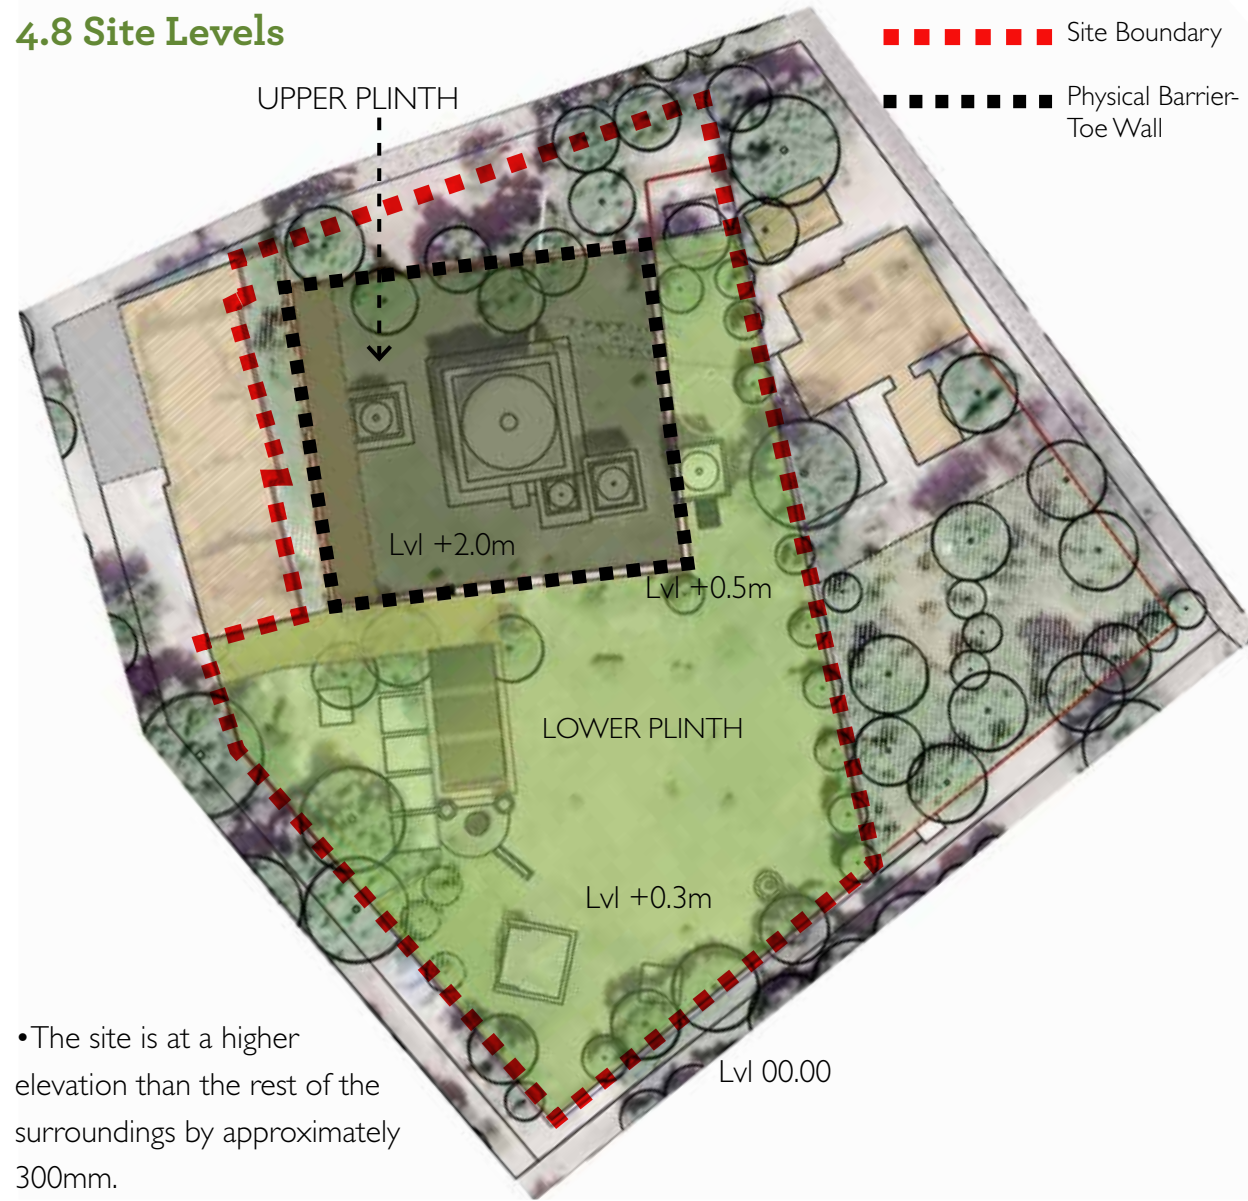 4.8 Site Levels
Site Boundary
UPPER PLINTH
Physical Barrier-
Toe Wall
Lvl +2.0m
Lvl +0.5m
LOWER PLINTH
Lvl +0.3m
•The site is at a higher
elevation than the rest of the
surroundings by approximately
300mm.
Lvl 00.00